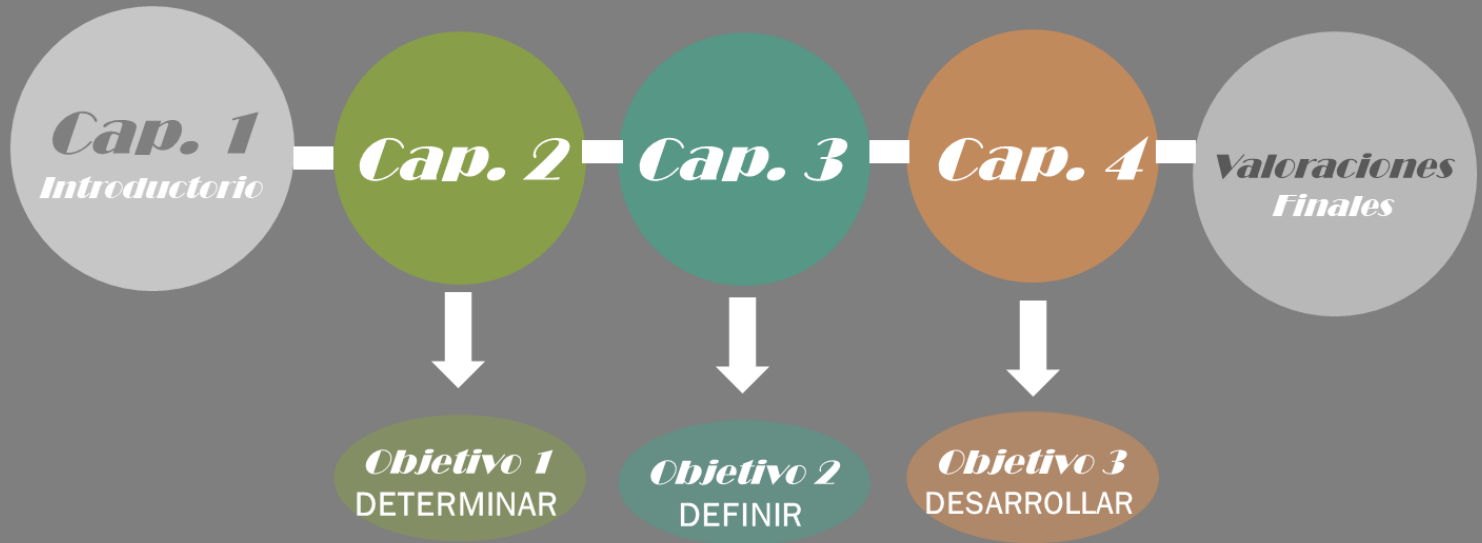 Cap. 1
Introductorio
Cap. 2
Cap. 3
Cap. 4
Valoraciones
Finales
Objetivo 1
DETERMINAR
Objetivo 2
DEFINIR
Objetivo 3
DESARROLLAR